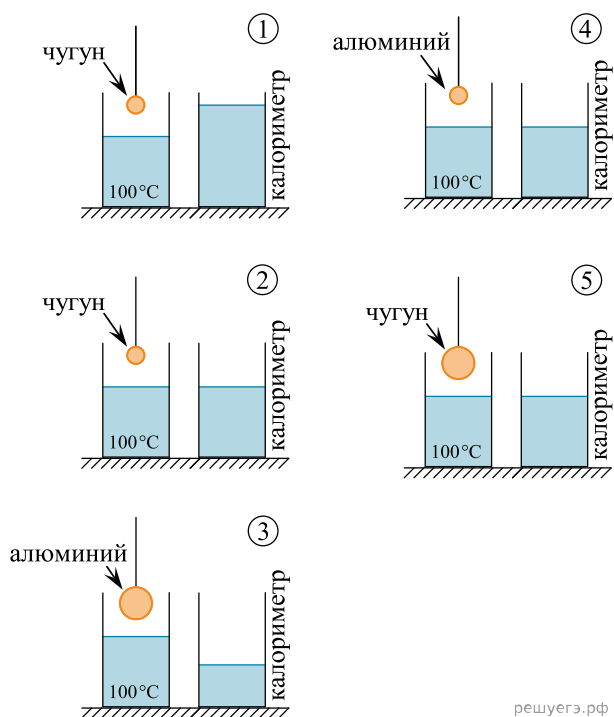 1
чугун
100°C
калориметр
2
чугун
100°C
калориметр
3
алюминий
100°C
калориметр
4
алюминий
100°C
калориметр
5
чугун
100°C
калориметр
решуегэ.рф